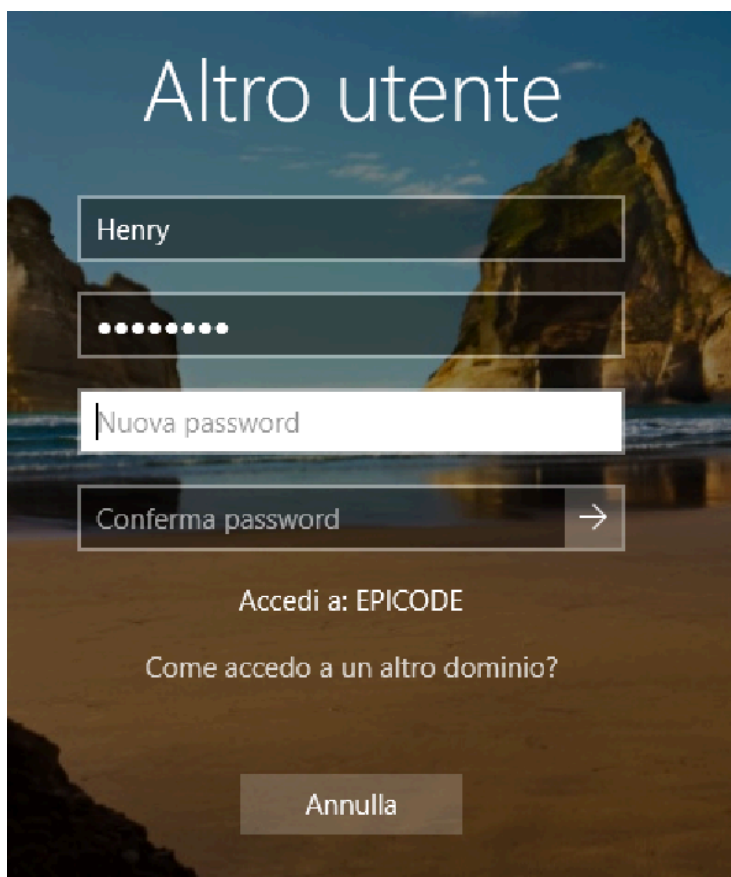 Altro utente
Henry
●●●●●●●●
Nuova password
Conferma password
Accedi a: EPICODE
Come accedo a un altro dominio?
Annulla